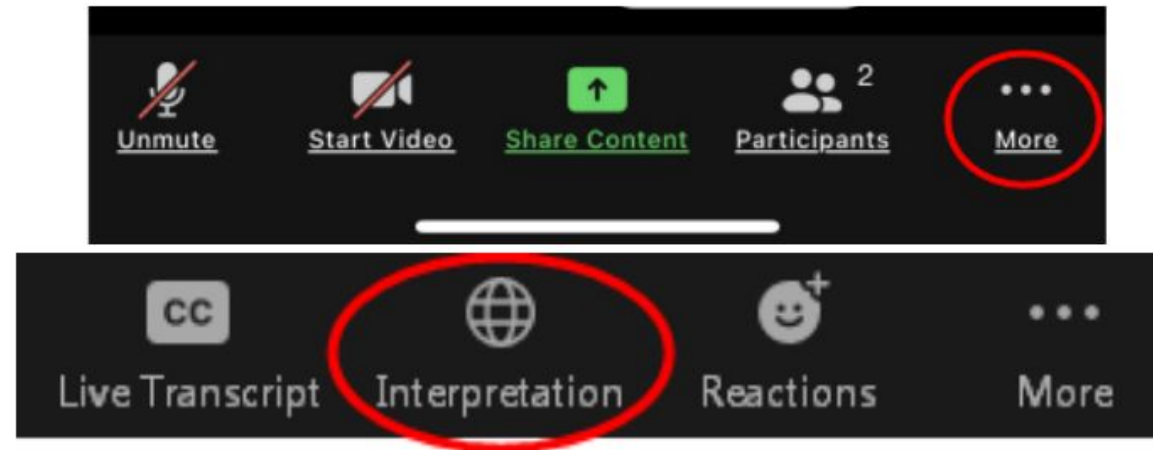 2
Unmute Start Video Share Content Participants More
CC
Live Transcript Interpretation Reactions More